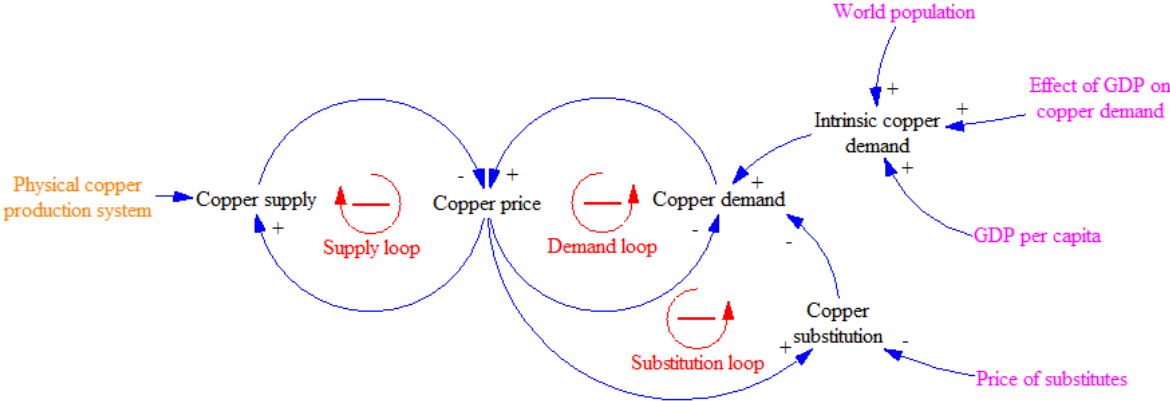 World population
+
Effect of GDP on
copper demand
+
Intrinsic copper
demand
+
GDP per capita
Physical copper
production system
Copper supply
+
Supply loop
-
+
Copper price
Demand loop
+
Copper demand
-
-
Substitution loop
Copper
substitution
+
-
Price of substitutes